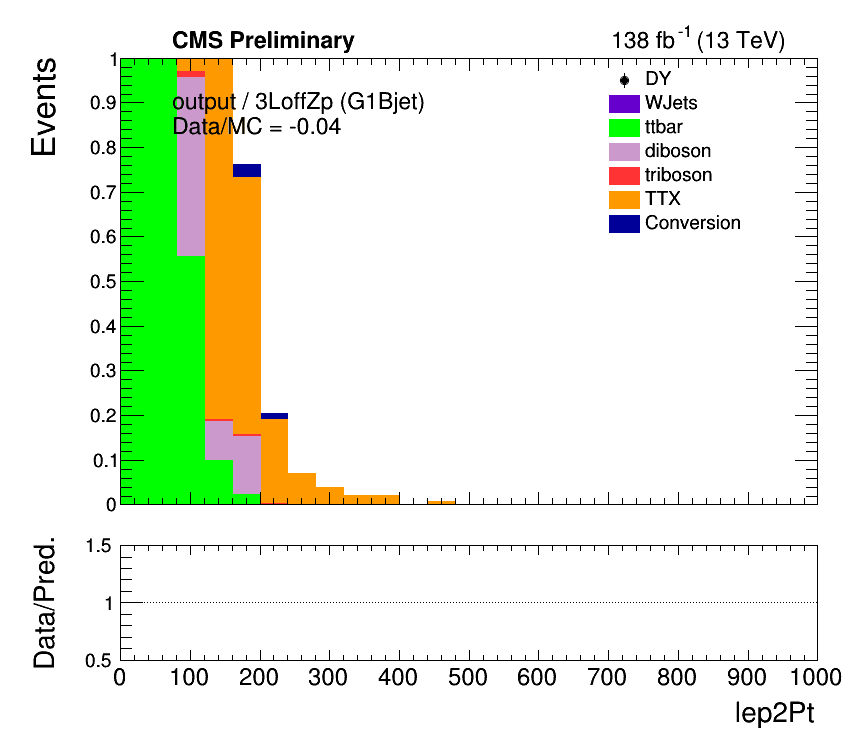 CMS Preliminary
138 fb-1 (13 TeV)
Events
1
0.9
0.8
0.7
0.6
0.5
0.4
0.3
0.2
0.1
0
output / 3LoffZp (G1Bjet)
Data/MC = -0.04
DY
WJets
ttbar
diboson
triboson
TTX
Conversion
Data/Pred.
1.5
1
0.5
0 100 200 300 400 500 600 700 800 900 1000
lep2Pt